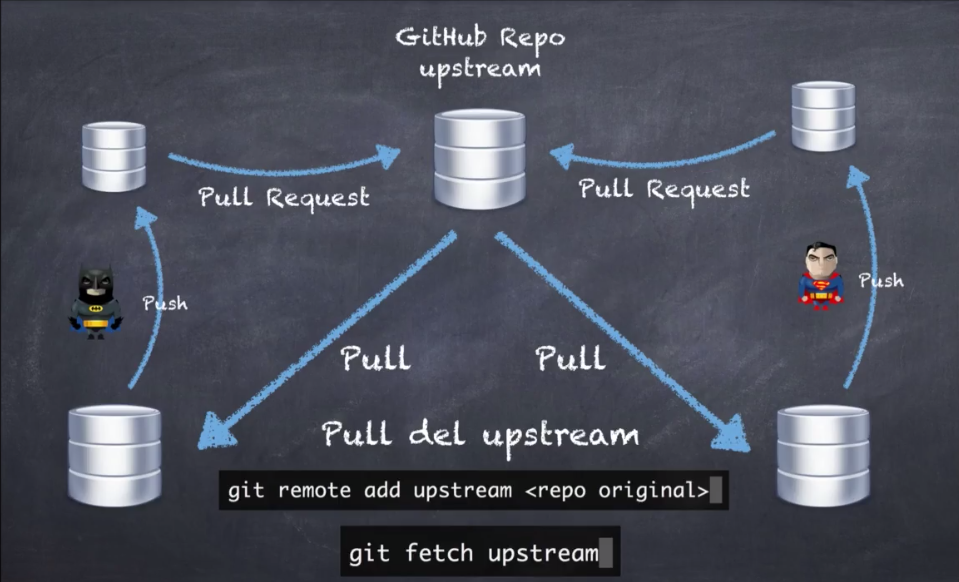 GitHub Repo
upstream
Pull Request
Pull Request
Push
Push
Pull
Pull
Pull del upstream
git remote add upstream <repo original>
git fetch upstream